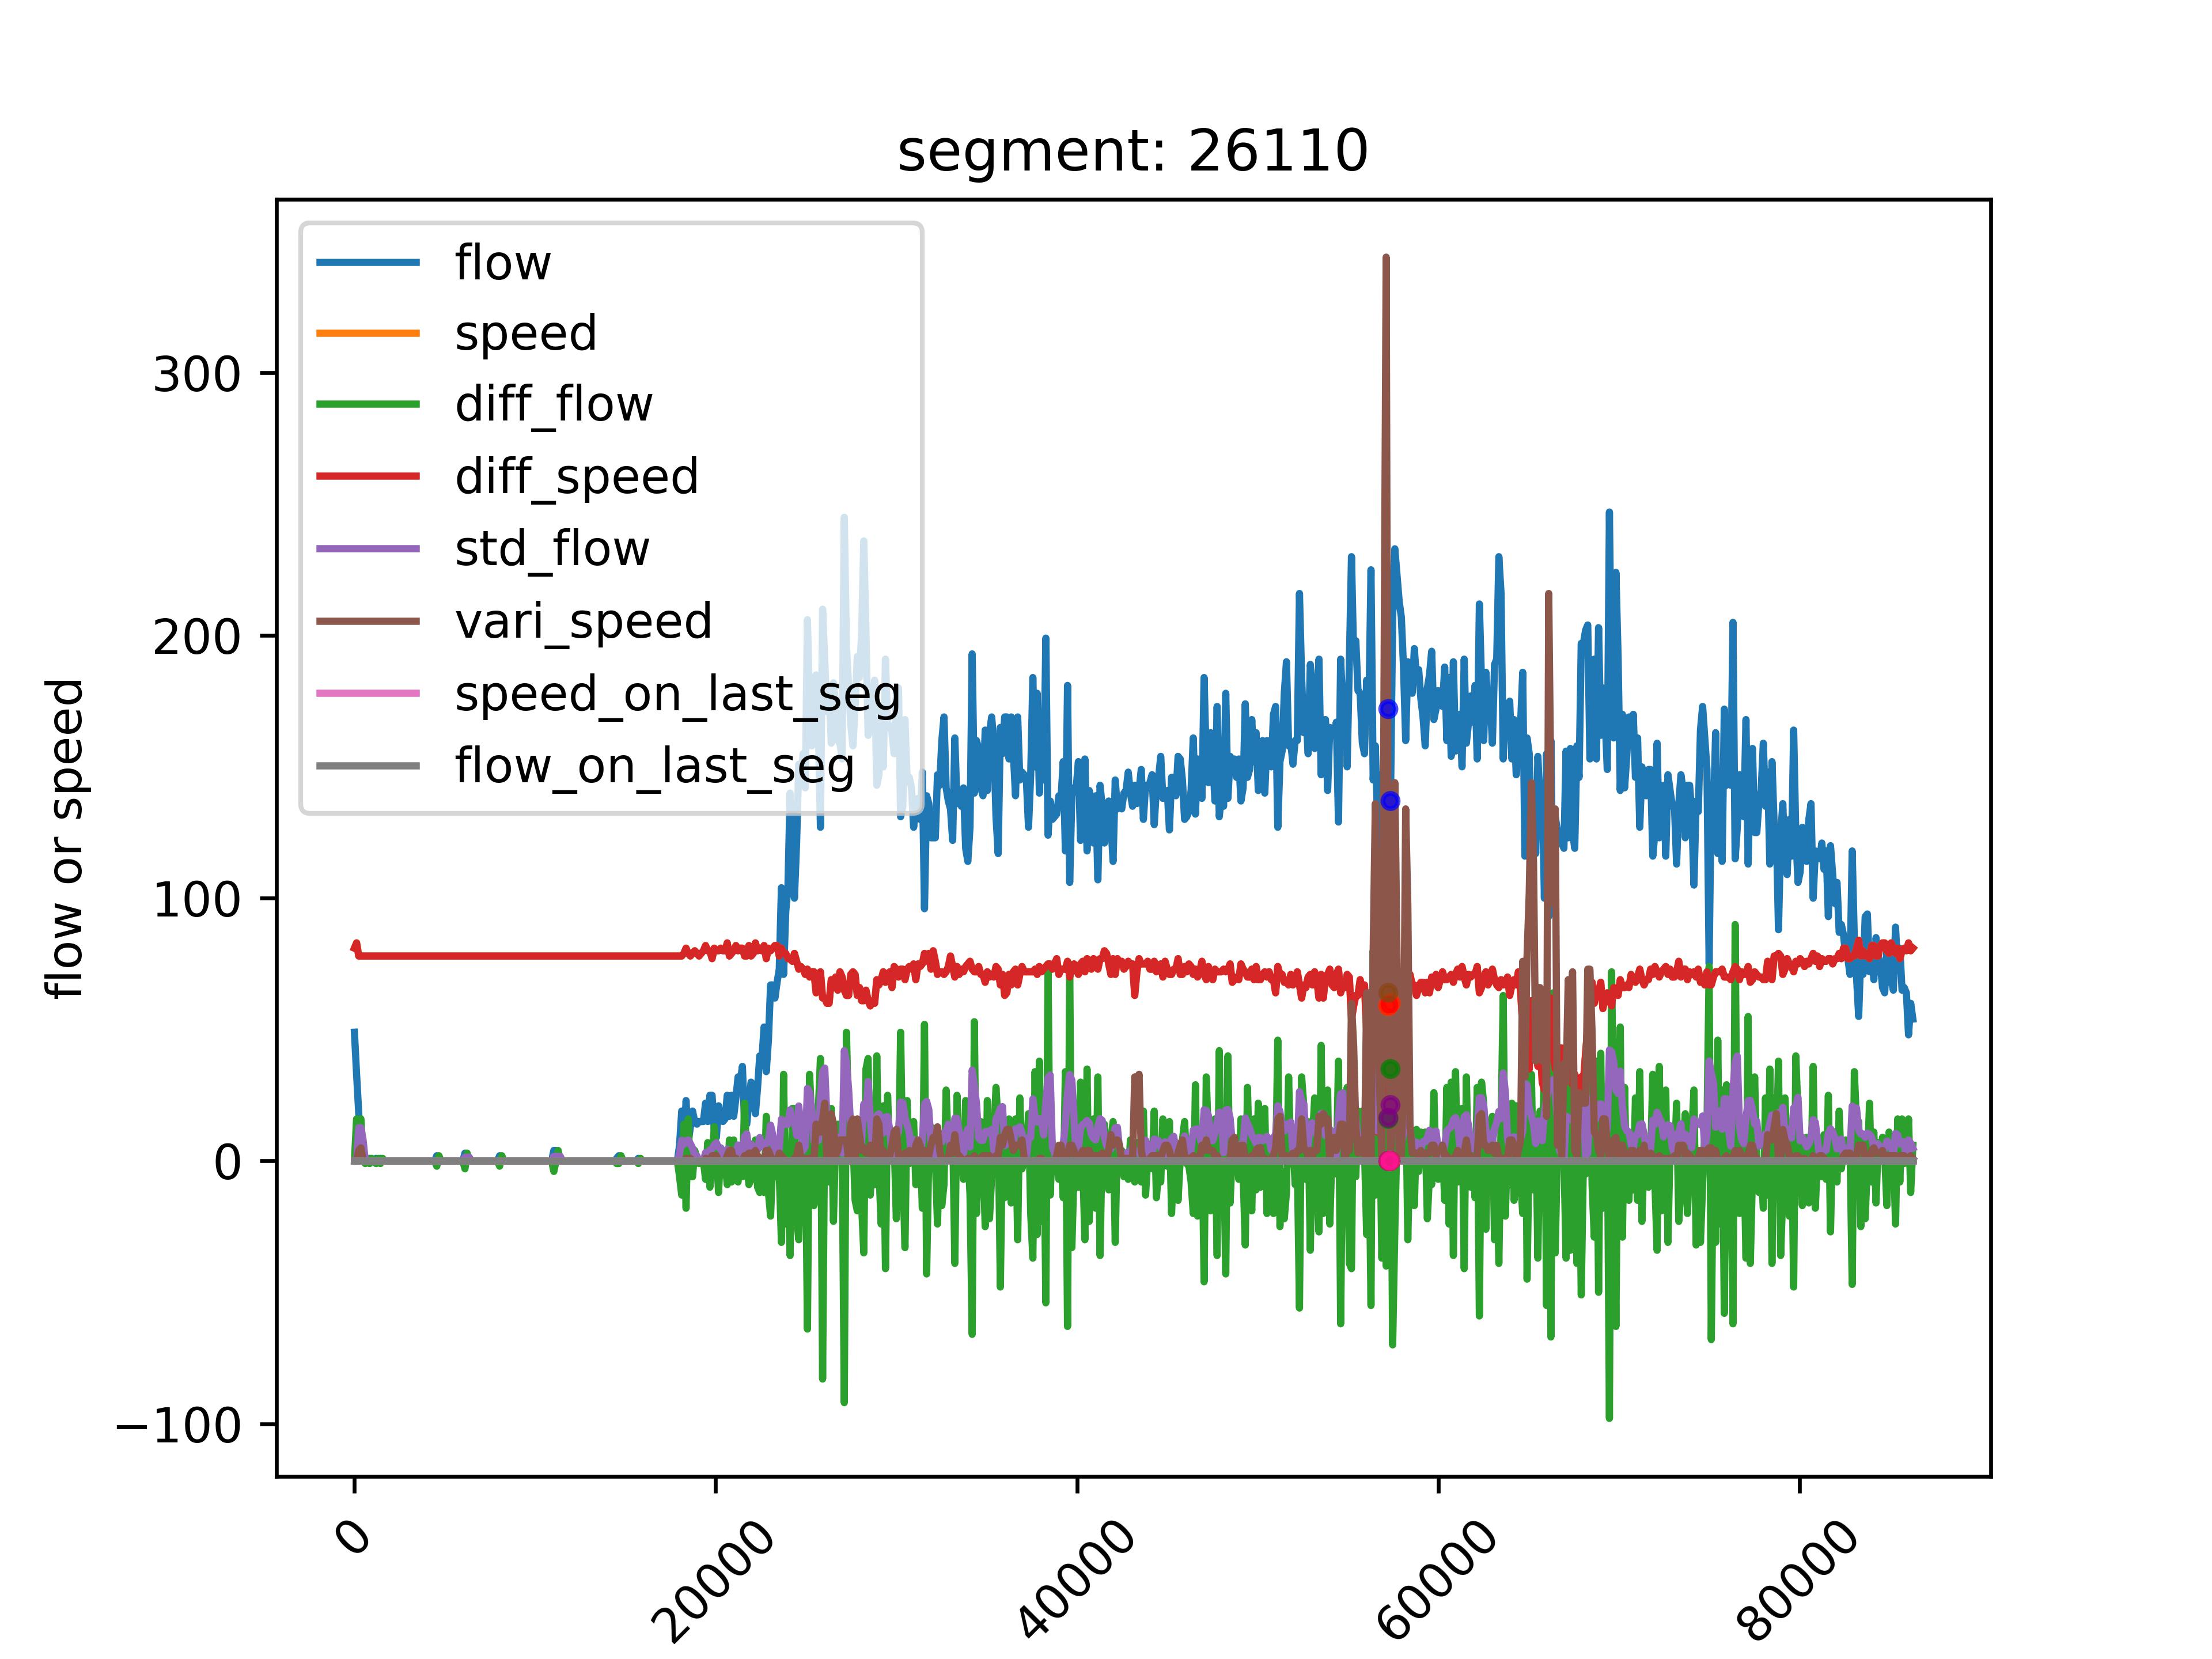 segment: 26110
flow
speed
diff_flow
diff_speed
std_flow
vari_speed
speed_on_last_seg
flow_on_last_seg
flow or speed
300
200
100
0
−100
0
20000
40000
60000
80000